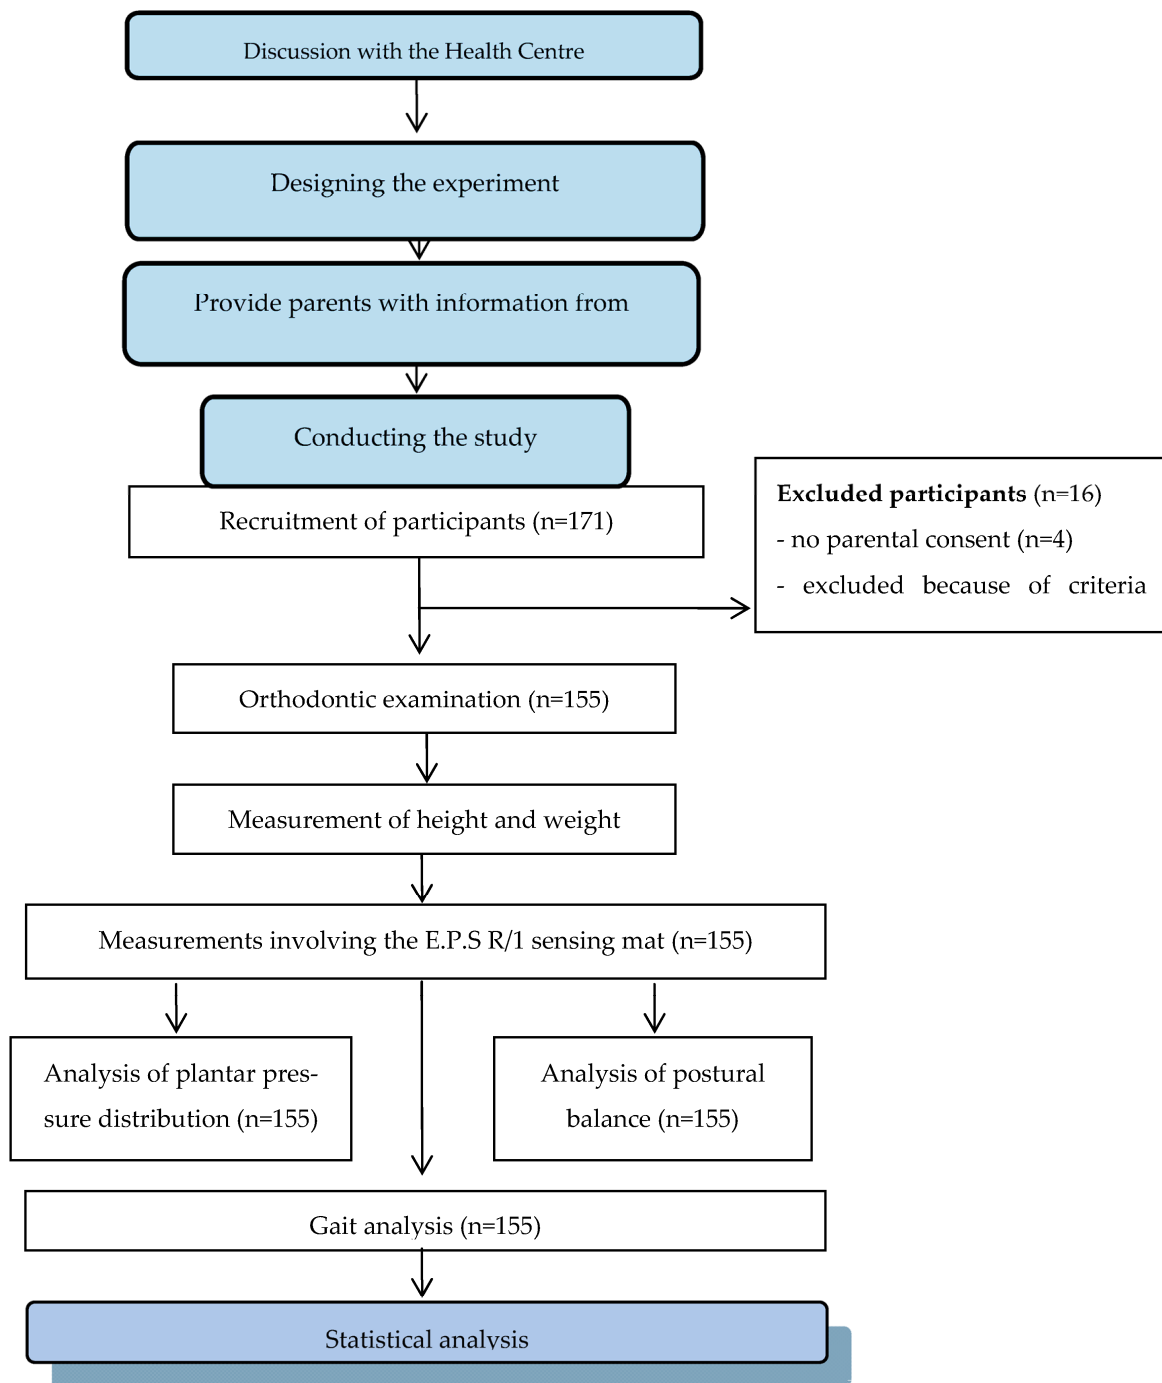 Discussion with the Health Centre
Designing the experiment
Provide parents with information from
Conducting the study
Recruitment of participants (n=171)
Excluded participants (n=16)
- no parental consent (n=4)
- excluded because of criteria
Orthodontic examination (n=155)
Measurement of height and weight
Measurements involving the E.P.S R/1 sensing mat (n=155)
Analysis of plantar pres-
sure distribution (n=155)
Analysis of postural
balance (n=155)
Gait analysis (n=155)
Statistical analysis